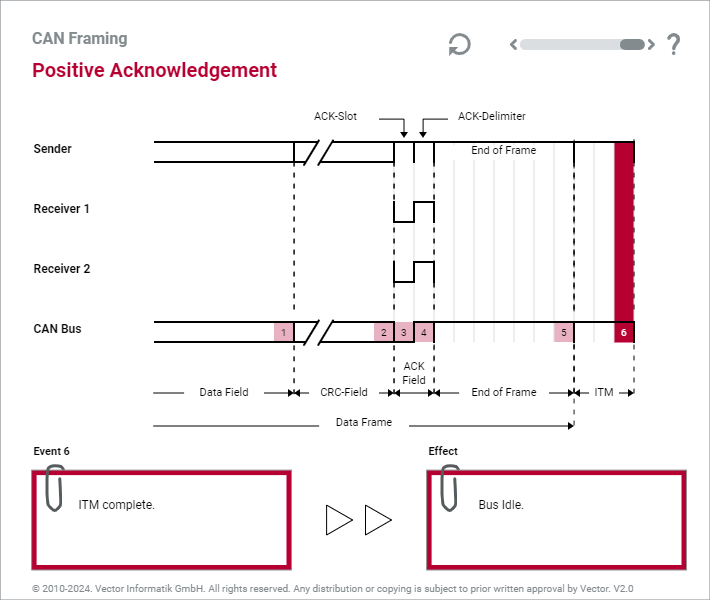 CAN Framing
?
Positive Acknowledgement
ACK-Slot
ACK-Delimiter
Sender
End of Frame
Receiver 1
Receiver 2
CAN Bus
1
2
3
4
5
6
ACK
Field
Data Field
CRC-Field
End of Frame
ITM
Data Frame
Event 6
Effect
ITM complete.
Bus Idle.
© 2010-2024. Vector Informatik GmbH. All rights reserved. Any distribution or copying is subject to prior written approval by Vector. V2.0